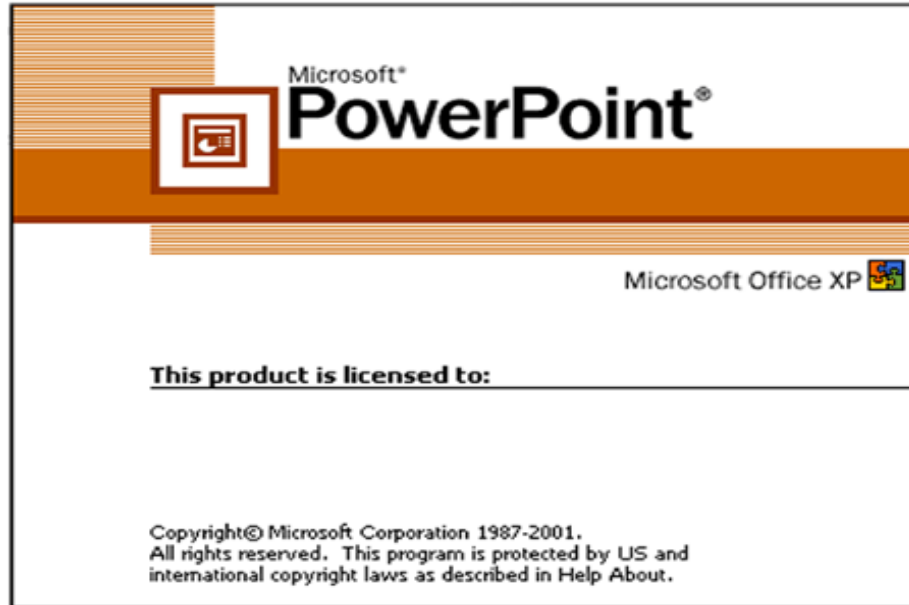 Microsoft®
PowerPoint®
Microsoft Office XP
This product is licensed to:
Copyright© Microsoft Corporation 1987-2001.
All rights reserved.  This program is protected by US and
international copyright laws as described in Help About.